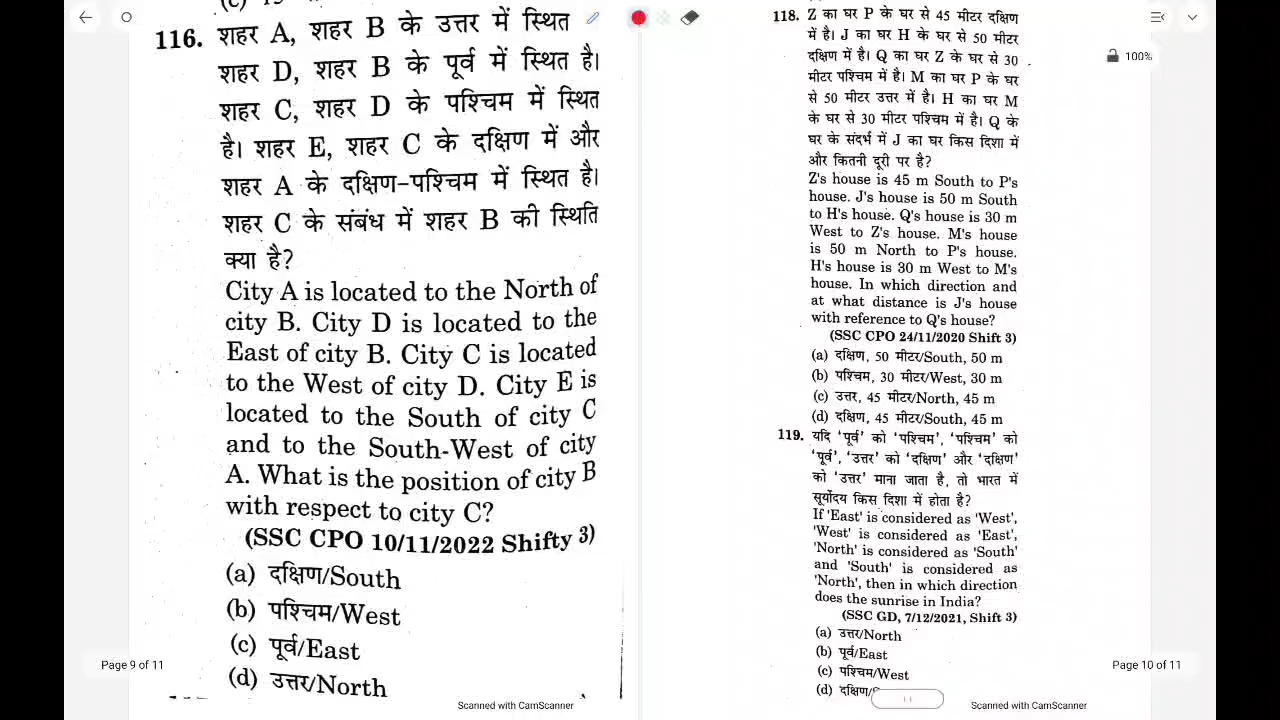 116. शहर A, शहर B के उत्तर में स्थित
शहर D, शहर B के पूर्व में स्थित है।
शहर C, शहर D के पश्चिम में स्थित
है। शहर E, शहर C के दक्षिण में और
शहर A के दक्षिण-पश्चिम में स्थित है।
शहर C के संबंध में शहर B की स्थिति
क्या है?
City A is located to the North of
city B. City D is located to the
East of city B. City C is located
to the West of city D. City E is
located to the South of city C
and to the South-West of city
A. What is the position of city B
with respect to city C?
(SSC CPO 10/11/2022 Shifty 3)
(a) दक्षिण/South
(b) पश्चिम/West
(c) पूर्व/East
(d) उत्तर/North
Page 9 of 11
Scanned with CamScanner
118. Z का घर P के घर से 45 मीटर दक्षिण
में है। J का घर H के घर से 50 मीटर
दक्षिण में है। Q का घर Z के घर से 30
मीटर पश्चिम में है। M का घर P के घर
से 50 मीटर उत्तर में है। H का घर M
के घर से 30 मीटर पश्चिम में है। Q के
घर के संदर्भ में J का घर किस दिशा में
और कितनी दूरी पर है?
Z's house is 45 m South to P's
house. J's house is 50 m South
to H's house. Q's house is 30 m
West to Z's house. M's house
is 50 m North to P's house.
H's house is 30 m West to M's
house. In which direction and
at what distance is J's house
with reference to Q's house?
(SSC CPO 24/11/2020 Shift 3)
(a) दक्षिण, 50 मीटर/South, 50 m
(b) पश्चिम, 30 मीटर/West, 30 m
(c) उत्तर, 45 मीटर/North, 45 m
(d) दक्षिण, 45 मीटर/South, 45 m
119. यदि 'पूर्व' को 'पश्चिम', 'पश्चिम' को
'पूर्व', 'उत्तर' को 'दक्षिण' और 'दक्षिण'
को 'उत्तर' माना जाता है, तो भारत में
सूर्योदय किस दिशा में होता है?
If 'East' is considered as 'West',
'West' is considered as 'East',
'North' is considered as 'South'
and 'South' is considered as
'North', then in which direction
does the sunrise in India?
(SSC GD, 7/12/2021, Shift 3)
(a) उत्तर/North
(b) पूर्व/East
(c) पश्चिम/West
(d) दक्षिण/
100%
Page 10 of 11
Scanned with CamScanner